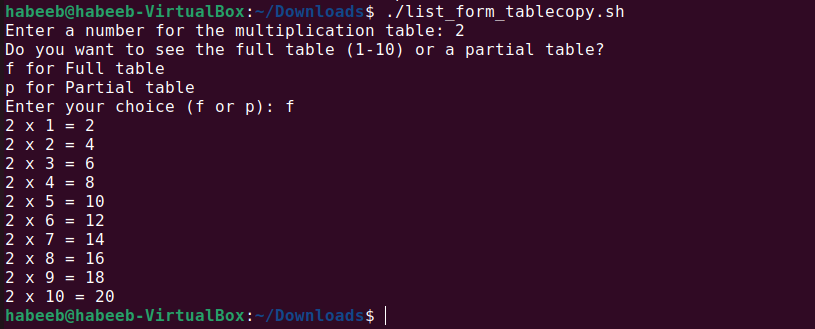 habeeb@habeeb-VirtualBox:~/Downloads$ ./list_form_tablecopy.sh
Enter a number for the multiplication table: 2
Do you want to see the full table (1-10) or a partial table?
f for Full table
p for Partial table
Enter your choice (f or p): f
2 x 1 = 2
2 x 2 = 4
2 x 3 = 6
2 x 4 = 8
2 x 5 = 10
2 x 6 = 12
2 x 7 = 14
2 x 8 = 16
2 x 9 = 18
2 x 10 = 20
habeeb@habeeb-VirtualBox:~/Downloads$